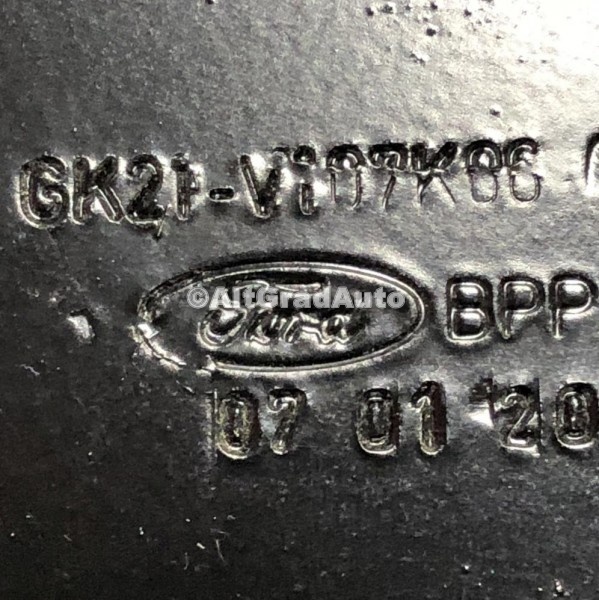 GK21-V107K06
©AltGradAuto
Ford
BPP
07 01 20